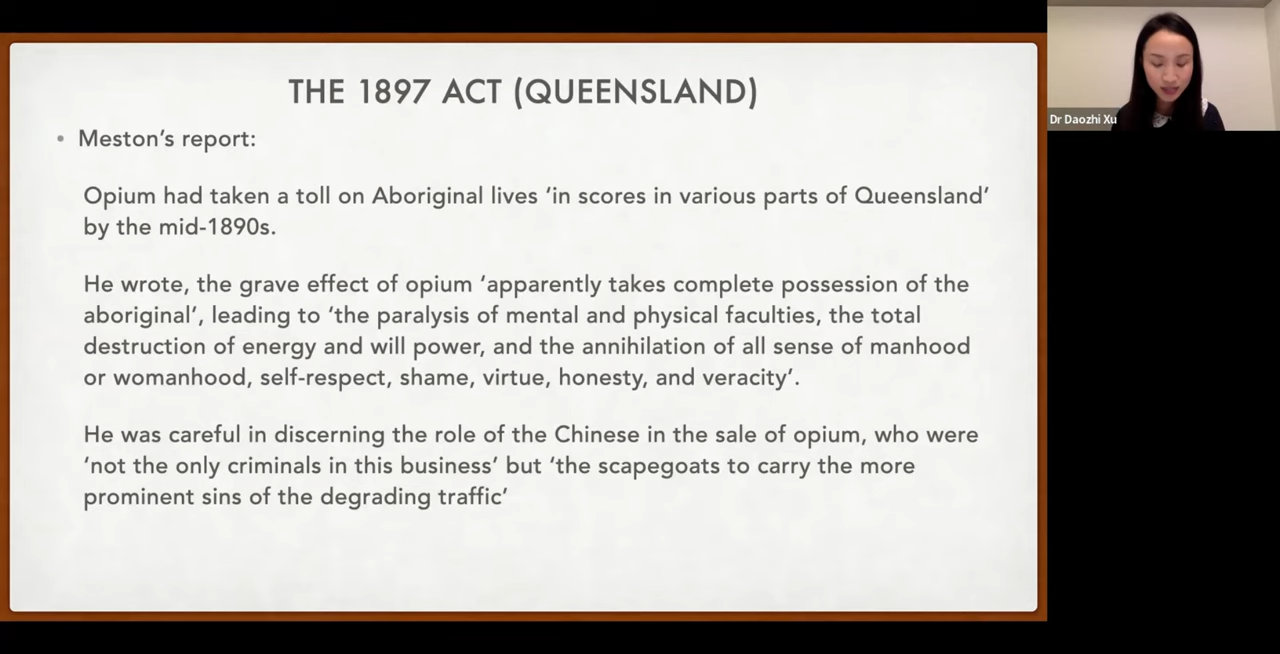 THE 1897 ACT (QUEENSLAND)
• Meston’s report:
Opium had taken a toll on Aboriginal lives ‘in scores in various parts of Queensland’
by the mid-1890s.
He wrote, the grave effect of opium ‘apparently takes complete possession of the
aboriginal’, leading to ‘the paralysis of mental and physical faculties, the total
destruction of energy and will power, and the annihilation of all sense of manhood
or womanhood, self-respect, shame, virtue, honesty, and veracity’.
He was careful in discerning the role of the Chinese in the sale of opium, who were
‘not the only criminals in this business’ but ‘the scapegoats to carry the more
prominent sins of the degrading traffic’
Dr Daozhi Xu